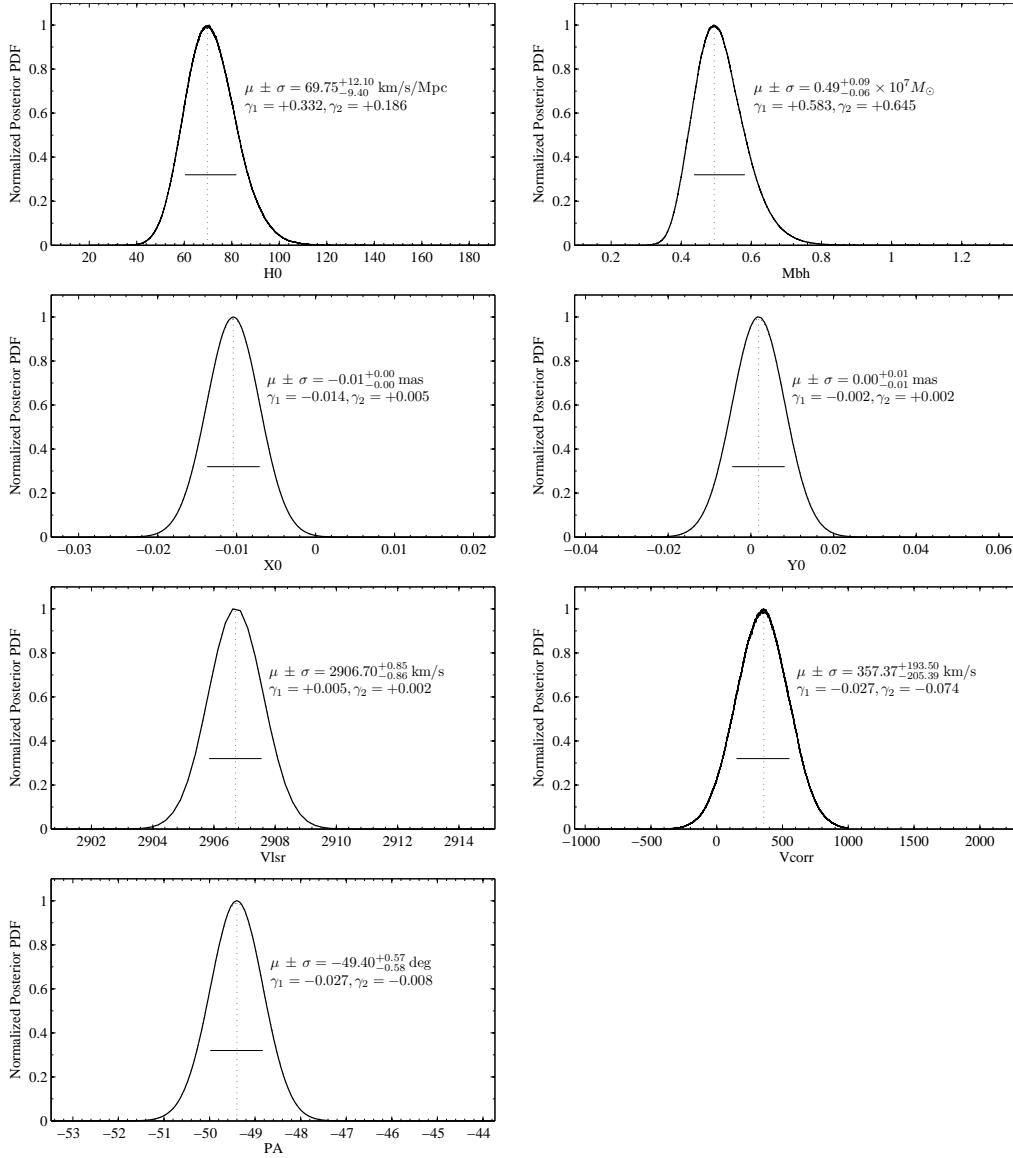 Normalized Posterior PDF
1
0.8
0.6
0.4
0.2
0
μ ± σ = 69.75 +12.10 −9.40 km/s/Mpc
γ1 = +0.332, γ2 = +0.186
20 40 60 80 100 120 140 160 180
H0
Normalized Posterior PDF
1
0.8
0.6
0.4
0.2
0
μ ± σ = 0.49 +0.09 −0.06 × 10⁷ M⊙
γ1 = +0.583, γ2 = +0.645
0.2 0.4 0.6 0.8 1 1.2
Mbh
Normalized Posterior PDF
1
0.8
0.6
0.4
0.2
0
μ ± σ = −0.01 +0.00 −0.00 mas
γ1 = −0.014, γ2 = +0.005
−0.03 −0.02 −0.01 0 0.01 0.02
X0
Normalized Posterior PDF
1
0.8
0.6
0.4
0.2
0
μ ± σ = 0.00 +0.01 −0.01 mas
γ1 = −0.002, γ2 = +0.002
−0.04 −0.02 0 0.02 0.04 0.06
Y0
Normalized Posterior PDF
1
0.8
0.6
0.4
0.2
0
μ ± σ = 2906.70 +0.85 −0.86 km/s
γ1 = +0.005, γ2 = +0.002
2902 2904 2906 2908 2910 2912 2914
Vlsr
Normalized Posterior PDF
1
0.8
0.6
0.4
0.2
0
μ ± σ = 357.37 +193.50 −205.39 km/s
γ1 = −0.027, γ2 = −0.074
−1000 −500 0 500 1000 1500 2000
Vcorr
Normalized Posterior PDF
1
0.8
0.6
0.4
0.2
0
μ ± σ = −49.40 +0.57 −0.58 deg
γ1 = −0.027, γ2 = −0.008
−53 −52 −51 −50 −49 −48 −47 −46 −45 −44
PA